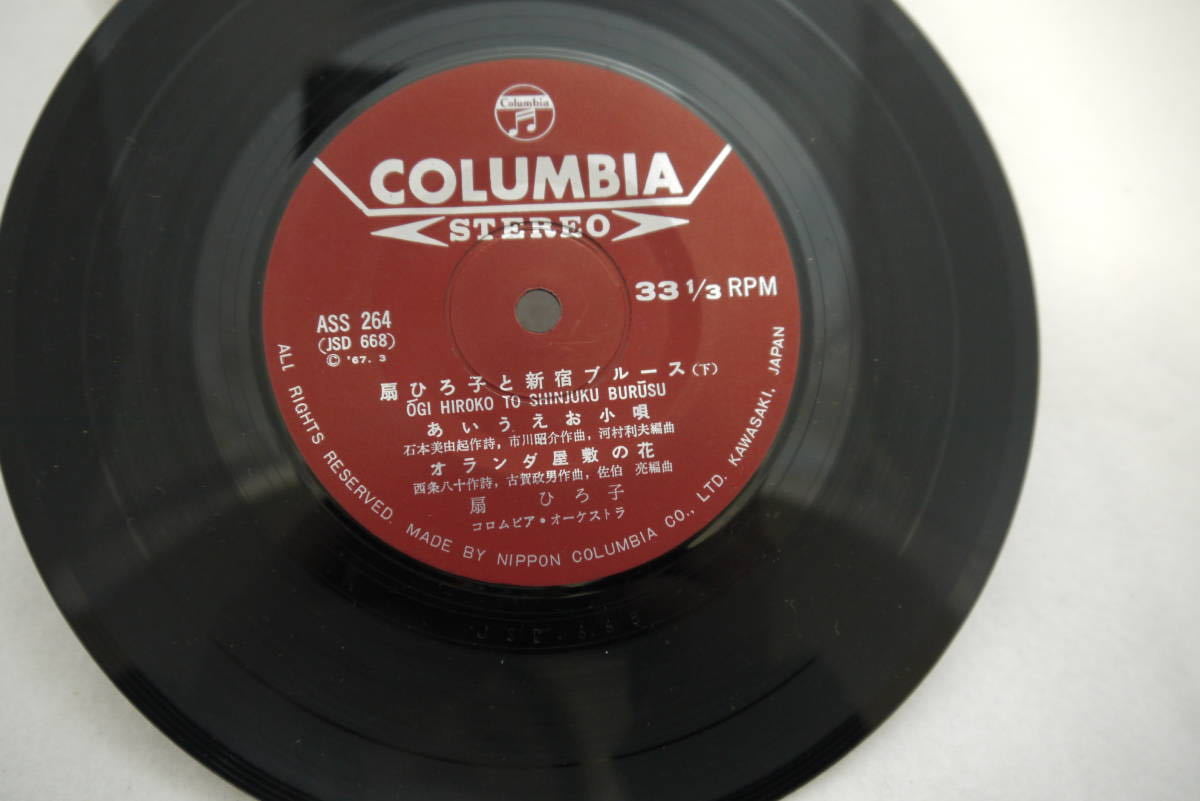 Columbia
COLUMBIA
STEREO
33 1/3 RPM
ASS 264
(JSD 668)
Ⓒ '67. 3
扇ひろ子と新宿ブルース(下)
ŌGI HIROKO TO SHINJUKU BURŪSU
あいうえお小唄
石本美由起作詩, 市川昭介作曲, 河村利夫編曲
オランダ屋敷の花
西条八十作詩, 古賀政男作曲, 佐伯 亮編曲
扇 ひろ子
コロムビア・オーケストラ
ALL RIGHTS RESERVED. MADE BY NIPPON COLUMBIA CO., LTD. KAWASAKI, JAPAN